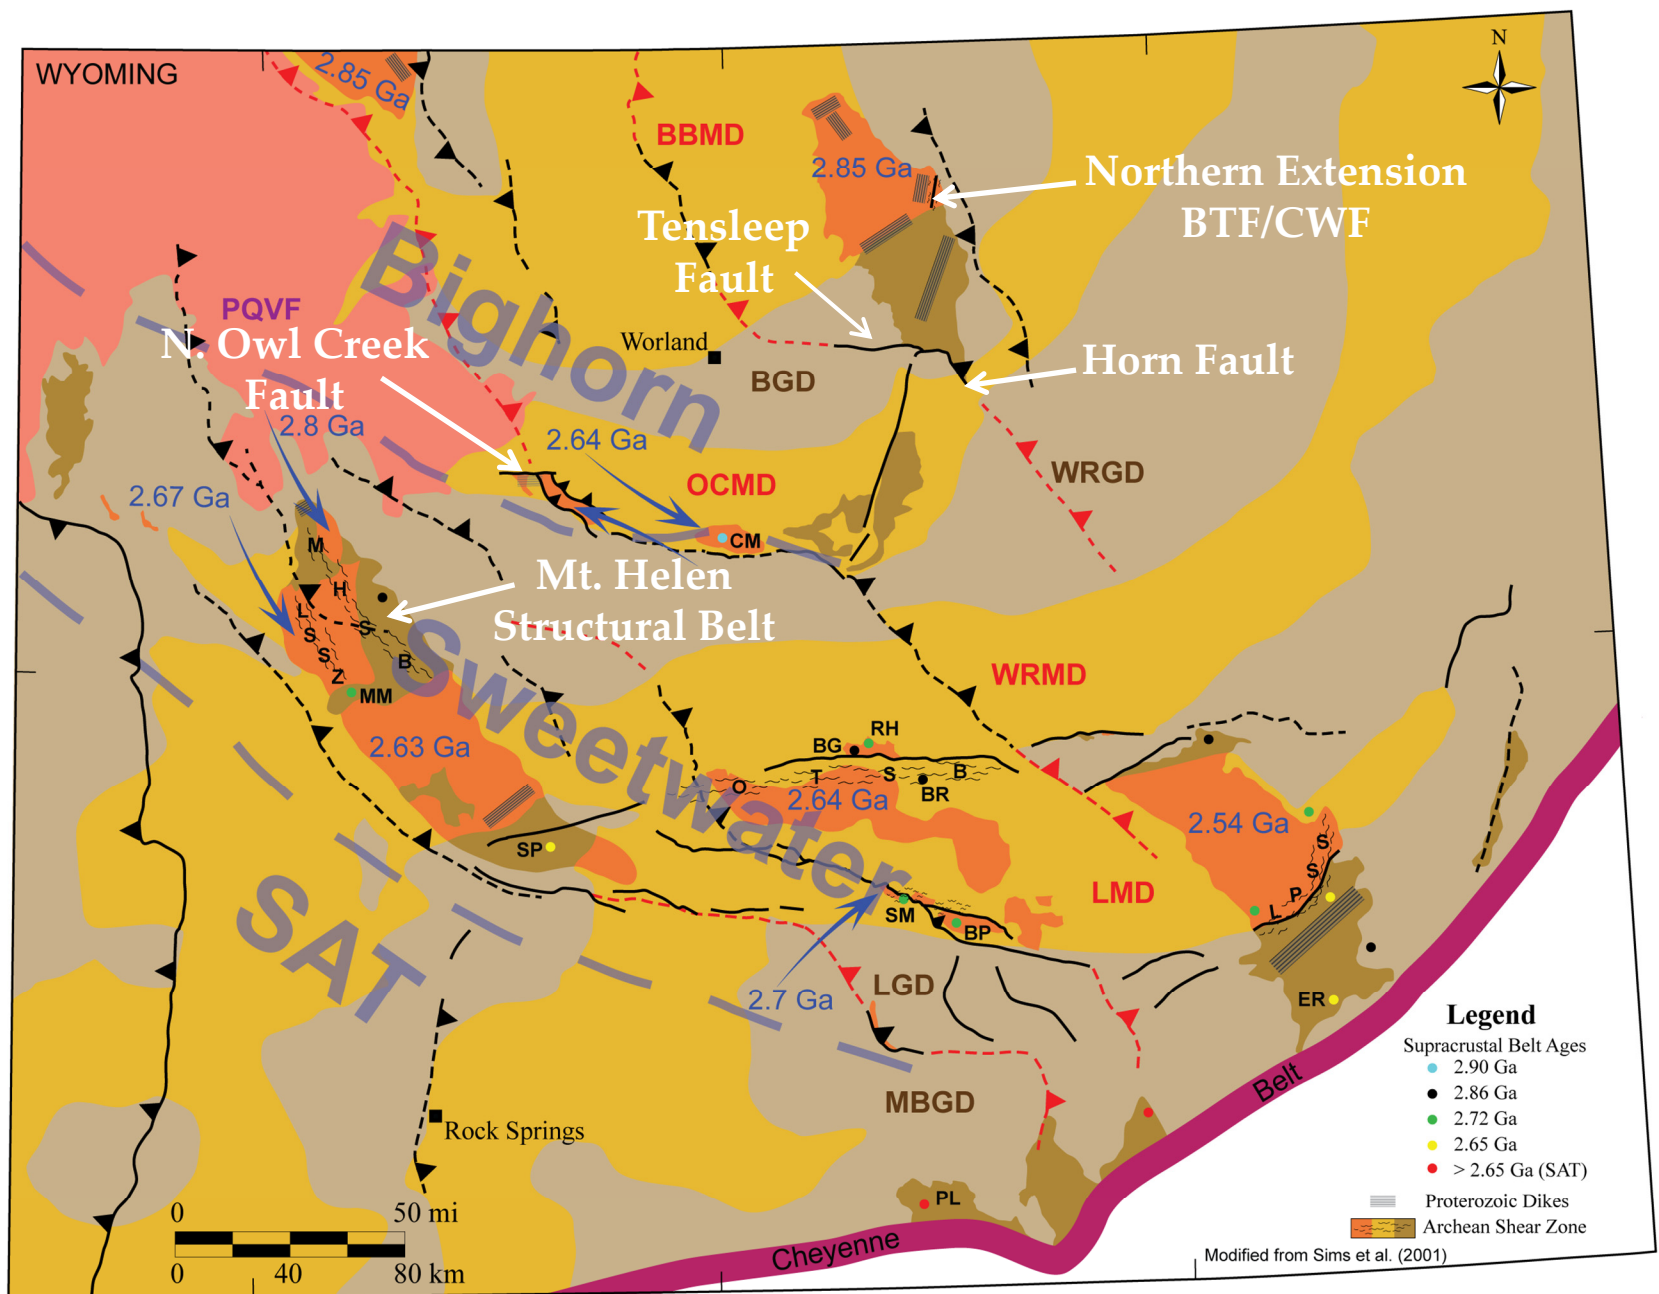 WYOMING
N
2.85 Ga
BBMD
2.85 Ga
Northern Extension
BTF/CWF
Tensleep
Fault
Bighorn
PQVF
N. Owl Creek
Fault
Worland
BGD
Horn Fault
2.8 Ga
2.64 Ga
OCMD
WRGD
2.67 Ga
CM
M
H
L
S
S
Z
S
B
MM
Mt. Helen
Structural Belt
Sweetwater
WRMD
RH
BG
O
T
S
B
BR
2.63 Ga
2.64 Ga
2.54 Ga
SP
S
S
P
L
LMD
SM
BP
SAT
2.7 Ga
LGD
ER
MBGD
Rock Springs
PL
Cheyenne
Belt
0
50 mi
0
40
80 km
Legend
Supracrustal Belt Ages
2.90 Ga
2.86 Ga
2.72 Ga
2.65 Ga
> 2.65 Ga (SAT)
Proterozoic Dikes
Archean Shear Zone
Modified from Sims et al. (2001)